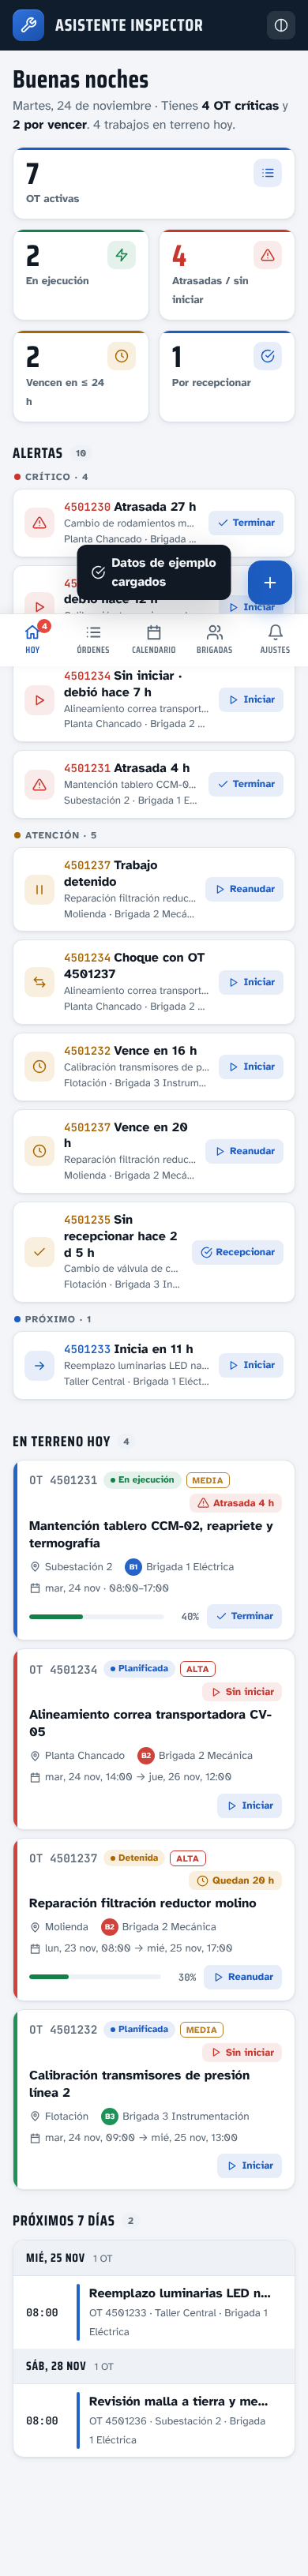 ASISTENTE INSPECTOR
Buenas noches
Martes, 24 de noviembre · Tienes 4 OT críticas y
2 por vencer. 4 trabajos en terreno hoy.
7
OT activas
2
En ejecución
4
Atrasadas / sin
iniciar
2
Vencen en ≤ 24
h
1
Por recepcionar
ALERTAS 10
CRÍTICO · 4
4501230 Atrasada 27 h
Cambio de rodamientos m...
Planta Chancado · Brigada ...
Terminar
Datos de ejemplo
cargados
debió hace 12 h
Iniciar
4
HOY
ÓRDENES
CALENDARIO
BRIGADAS
AJUSTES
4501234 Sin iniciar ·
debió hace 7 h
Alineamiento correa transport...
Planta Chancado · Brigada 2 ...
Iniciar
4501231 Atrasada 4 h
Mantención tablero CCM-0...
Subestación 2 · Brigada 1 E...
Terminar
ATENCIÓN · 5
4501237 Trabajo
detenido
Reparación filtración reduc...
Molienda · Brigada 2 Mecá...
Reanudar
4501234 Choque con OT
4501237
Alineamiento correa transport...
Planta Chancado · Brigada 2 ...
Iniciar
4501232 Vence en 16 h
Calibración transmisores de p...
Flotación · Brigada 3 Instrum...
Iniciar
4501237 Vence en 20
h
Reparación filtración reduc...
Molienda · Brigada 2 Mecá...
Reanudar
4501235 Sin
recepcionar hace 2
d 5 h
Cambio de válvula de c...
Flotación · Brigada 3 In...
Recepcionar
PRÓXIMO · 1
4501233 Inicia en 11 h
Reemplazo luminarias LED na...
Taller Central · Brigada 1 Eléct...
Iniciar
EN TERRENO HOY 4
OT 4501231 En ejecución MEDIA
Atrasada 4 h
Mantención tablero CCM-02, reapriete y
termografía
Subestación 2 B1 Brigada 1 Eléctrica
mar, 24 nov · 08:00–17:00
40% Terminar
OT 4501234 Planificada ALTA
Sin iniciar
Alineamiento correa transportadora CV-
05
Planta Chancado B2 Brigada 2 Mecánica
mar, 24 nov, 14:00 → jue, 26 nov, 12:00
Iniciar
OT 4501237 Detenida ALTA
Quedan 20 h
Reparación filtración reductor molino
Molienda B2 Brigada 2 Mecánica
lun, 23 nov, 08:00 → mié, 25 nov, 17:00
30% Reanudar
OT 4501232 Planificada MEDIA
Sin iniciar
Calibración transmisores de presión
línea 2
Flotación B3 Brigada 3 Instrumentación
mar, 24 nov, 09:00 → mié, 25 nov, 13:00
Iniciar
PRÓXIMOS 7 DÍAS 2
MIÉ, 25 NOV 1 OT
08:00
Reemplazo luminarias LED n...
OT 4501233 · Taller Central · Brigada 1
Eléctrica
SÁB, 28 NOV 1 OT
08:00
Revisión malla a tierra y me...
OT 4501236 · Subestación 2 · Brigada
1 Eléctrica